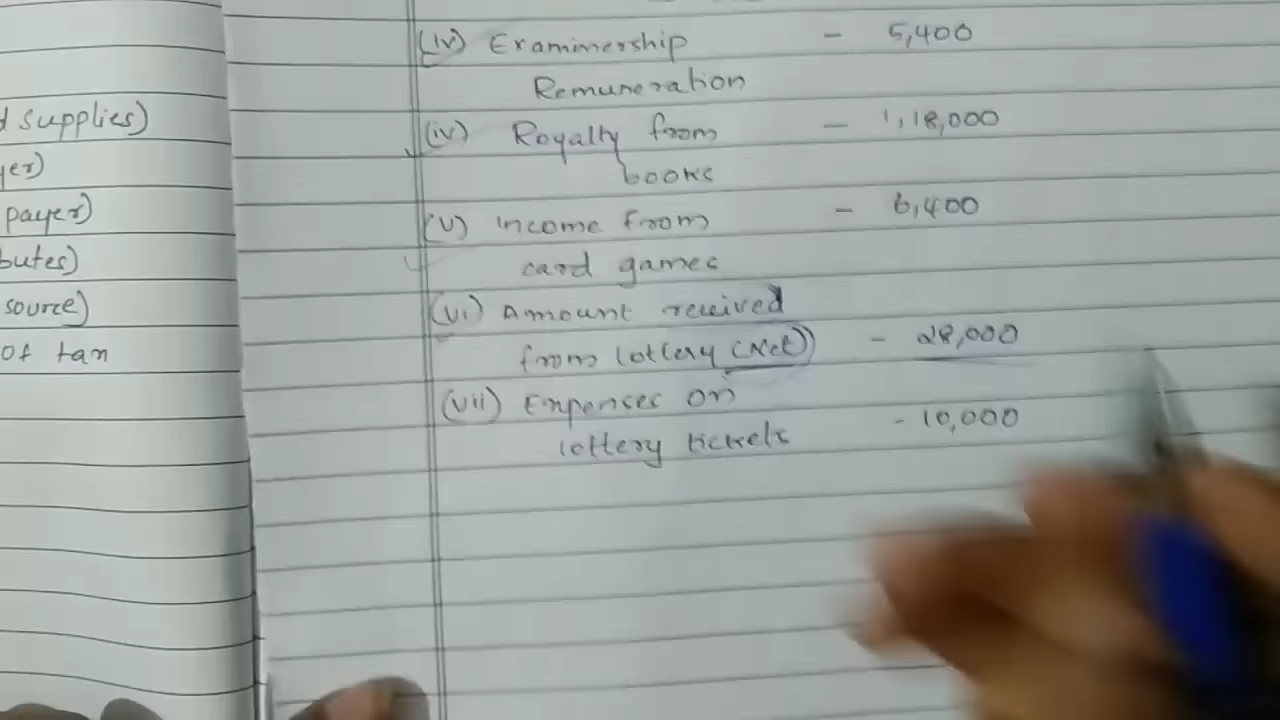 d supplies)
yer)
payer)
butes)
source)
of tax
(iv) Examinership - 5,400
Remuneration
(iv) Royalty from - 1,18,000
books
(v) income from - 6,400
card games
(vi) Amount received
from lottery (Net) - 28,000
(vii) Expenses on
lottery tickets - 10,000